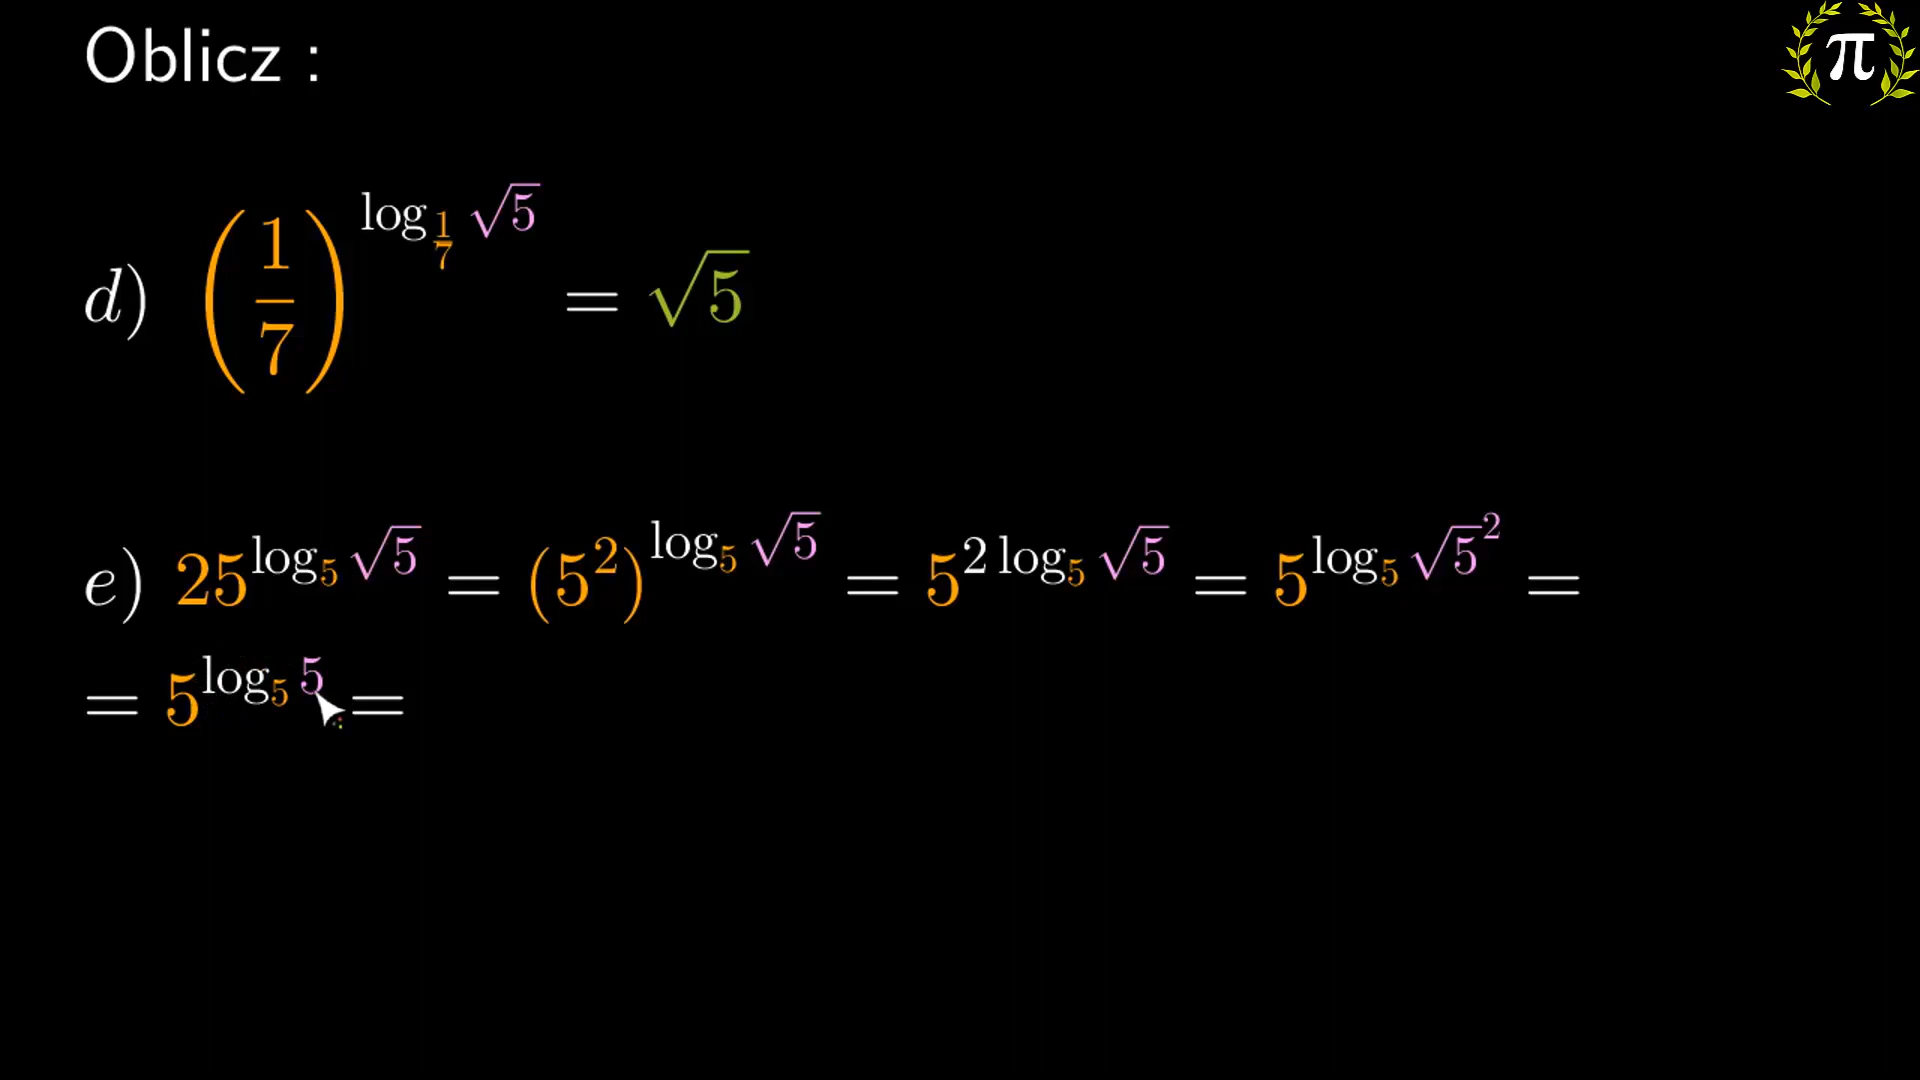 Oblicz :
d) (1/7)^{log_{1/7} √5} = √5
e) 25^{log_5 √5} = (5^2)^{log_5 √5} = 5^{2 log_5 √5} = 5^{log_5 √5^2} =
= 5^{log_5 5} =
π